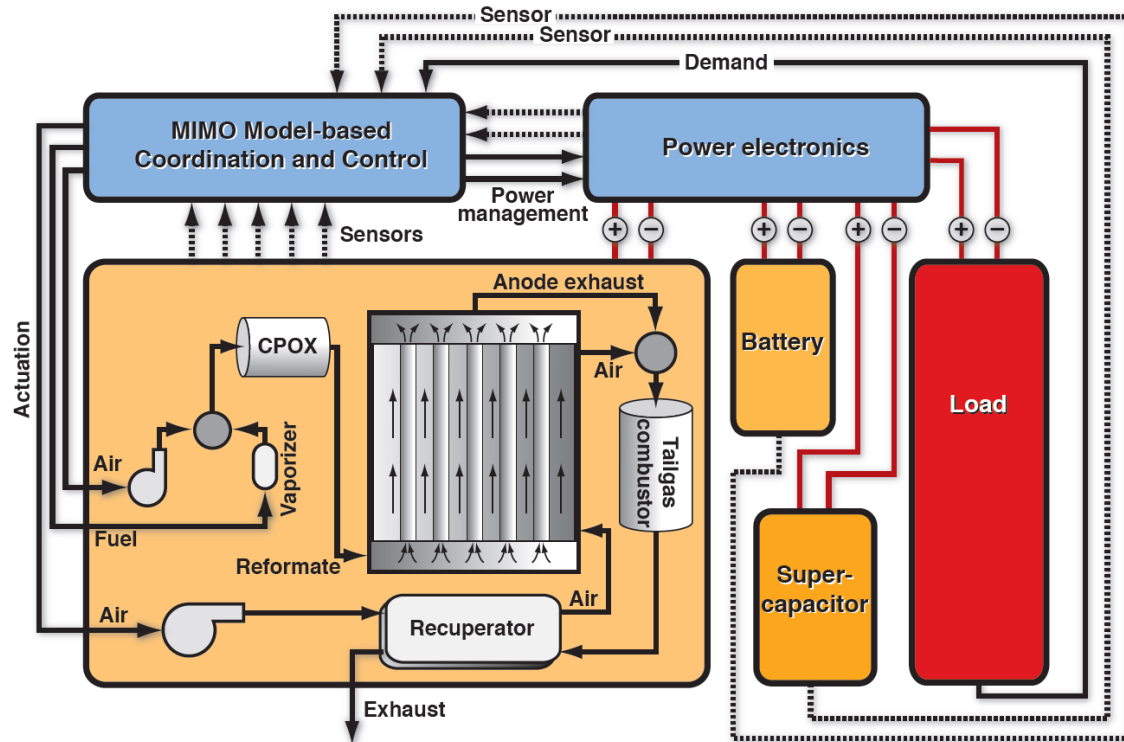 Sensor
Sensor
Demand
MIMO Model-based
Coordination and Control
Power electronics
Power
management
Sensors
+
−
+
−
+
−
+
−
Actuation
Anode exhaust
CPOX
Air
Battery
Load
Tailgas
combustor
Air
Vaporizer
Fuel
Reformate
Super-
capacitor
Air
Air
Recuperator
Exhaust